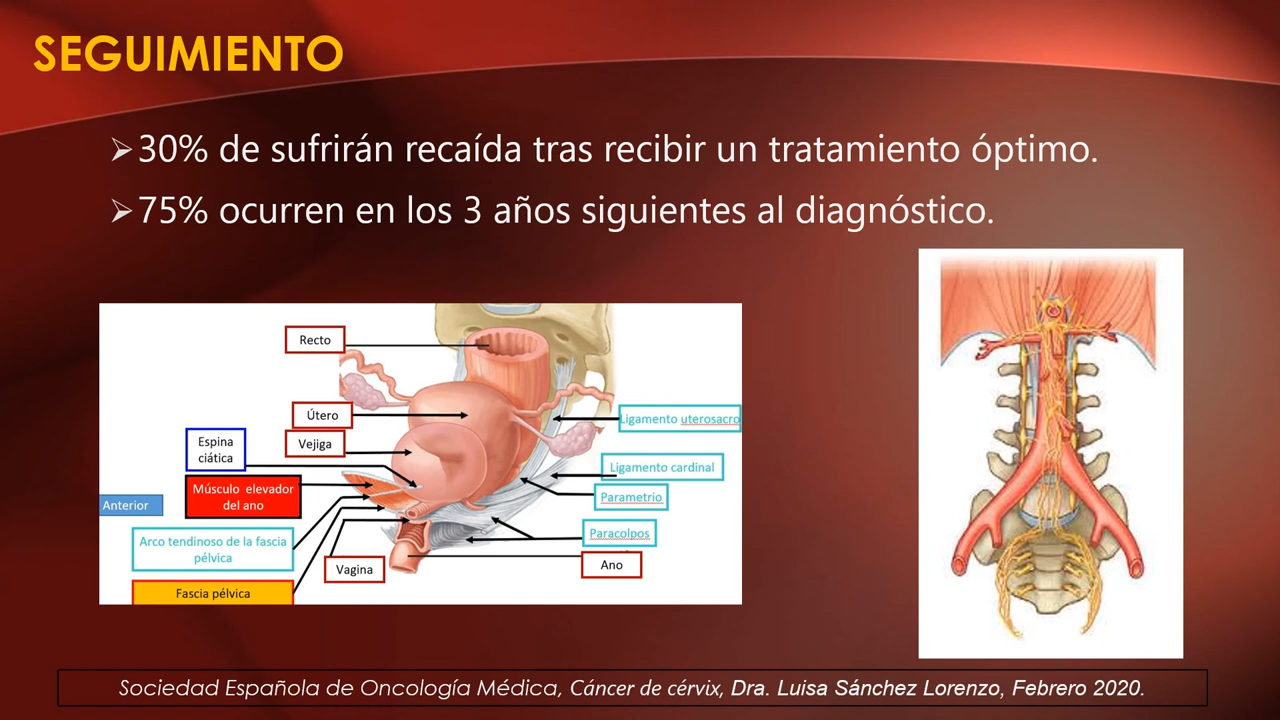 SEGUIMIENTO
30% de sufrirán recaída tras recibir un tratamiento óptimo.
75% ocurren en los 3 años siguientes al diagnóstico.
Recto
Útero
Vejiga
Espina
ciática
Músculo elevador
del ano
Anterior
Arco tendinoso de la fascia
pélvica
Fascia pélvica
Vagina
Ligamento uterosacro
Ligamento cardinal
Parametrio
Paracolpos
Ano
Sociedad Española de Oncología Médica, Cáncer de cérvix, Dra. Luisa Sánchez Lorenzo, Febrero 2020.